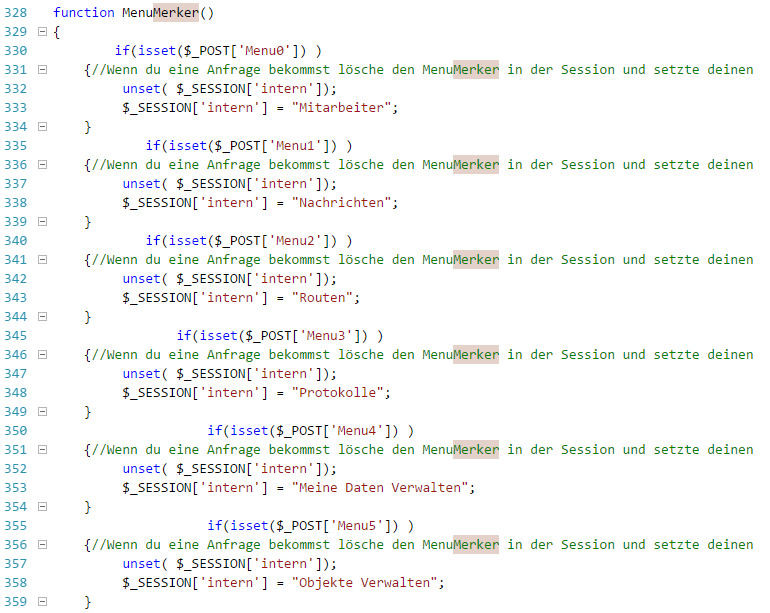 328 function MenuMerker()
329 {
330 if(isset($_POST['Menu0']) )
331 {//Wenn du eine Anfrage bekommst lösche den MenuMerker in der Session und setzte deinen
332 unset( $_SESSION['intern']);
333 $_SESSION['intern'] = "Mitarbeiter";
334 }
335 if(isset($_POST['Menu1']) )
336 {//Wenn du eine Anfrage bekommst lösche den MenuMerker in der Session und setzte deinen
337 unset( $_SESSION['intern']);
338 $_SESSION['intern'] = "Nachrichten";
339 }
340 if(isset($_POST['Menu2']) )
341 {//Wenn du eine Anfrage bekommst lösche den MenuMerker in der Session und setzte deinen
342 unset( $_SESSION['intern']);
343 $_SESSION['intern'] = "Routen";
344 }
345 if(isset($_POST['Menu3']) )
346 {//Wenn du eine Anfrage bekommst lösche den MenuMerker in der Session und setzte deinen
347 unset( $_SESSION['intern']);
348 $_SESSION['intern'] = "Protokolle";
349 }
350 if(isset($_POST['Menu4']) )
351 {//Wenn du eine Anfrage bekommst lösche den MenuMerker in der Session und setzte deinen
352 unset( $_SESSION['intern']);
353 $_SESSION['intern'] = "Meine Daten Verwalten";
354 }
355 if(isset($_POST['Menu5']) )
356 {//Wenn du eine Anfrage bekommst lösche den MenuMerker in der Session und setzte deinen
357 unset( $_SESSION['intern']);
358 $_SESSION['intern'] = "Objekte Verwalten";
359 }